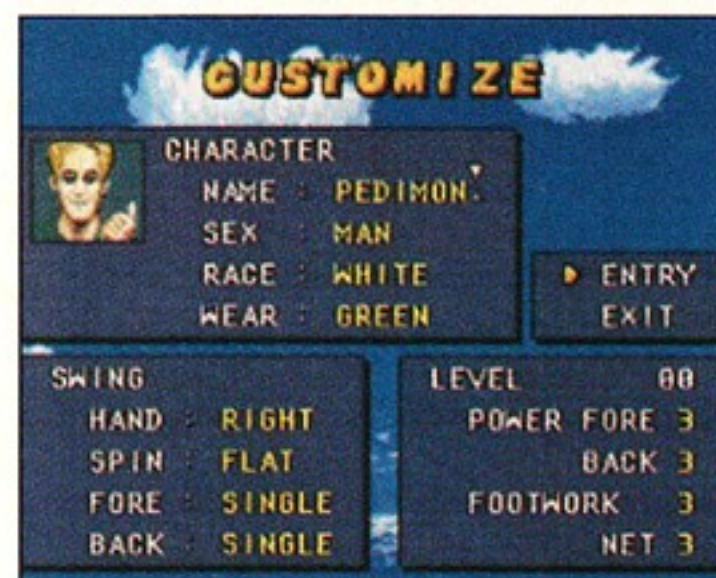 CUSTOMIZE
CHARACTER
NAME : PEDIMON.
SEX : MAN
RACE : WHITE
WEAR : GREEN
ENTRY
EXIT
SWING
HAND : RIGHT
SPIN : FLAT
FORE : SINGLE
BACK : SINGLE
LEVEL 00
POWER FORE 3
BACK 3
FOOTWORK 3
NET 3